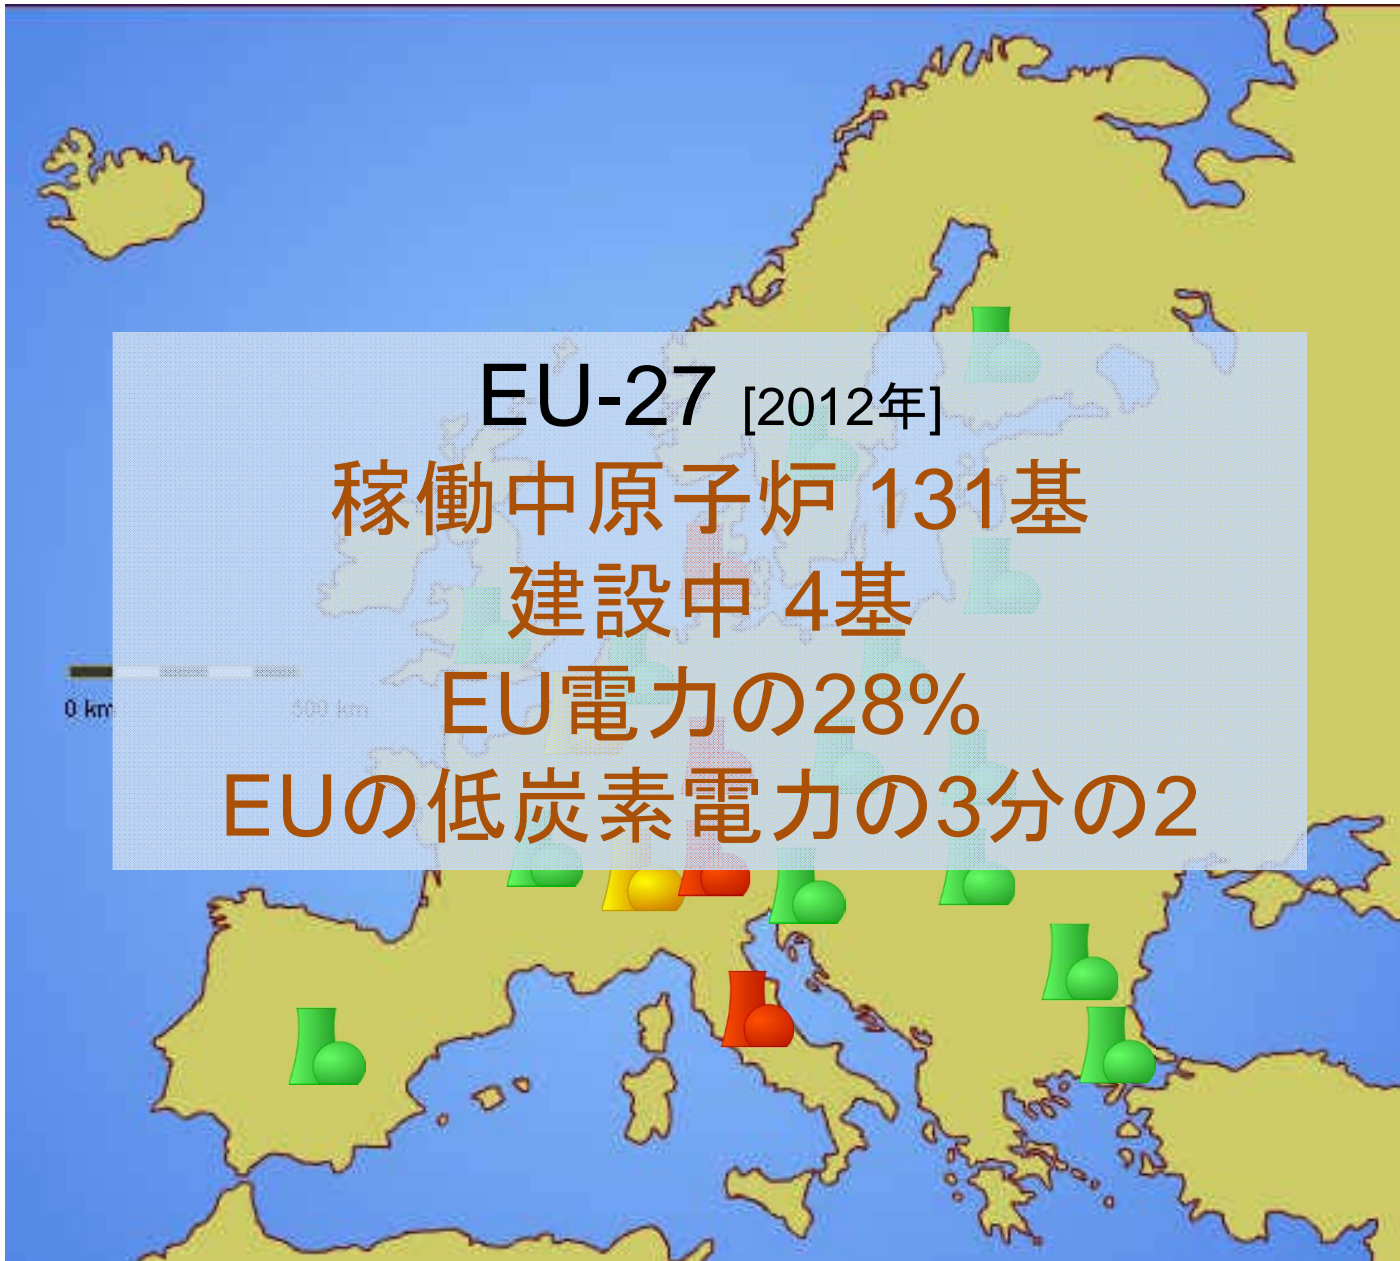 EU-27 [2012年]
稼働中原子炉 131基
建設中 4基
EU電力の28%
EUの低炭素電力の3分の2
0 km 500 km